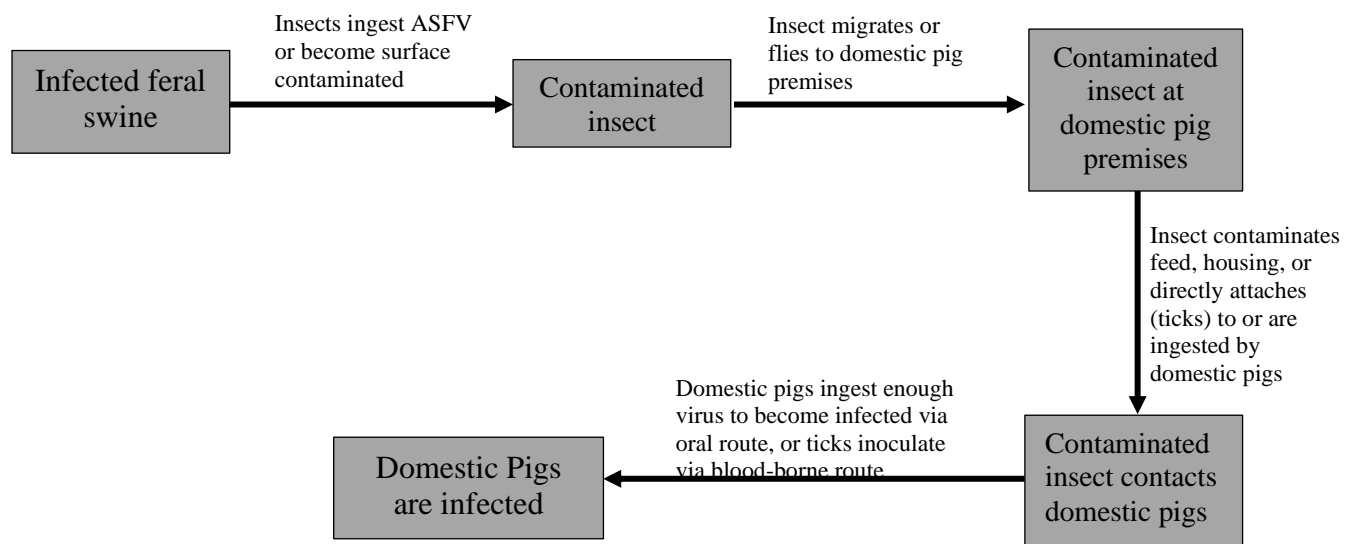 Infected feral
swine
Insects ingest ASFV
or become surface
contaminated
Contaminated
insect
Insect migrates or
flies to domestic pig
premises
Contaminated
insect at
domestic pig
premises
Insect contaminates
feed, housing, or
directly attaches
(ticks) to or are
ingested by
domestic pigs
Contaminated
insect contacts
domestic pigs
Domestic pigs ingest enough
virus to become infected via
oral route, or ticks inoculate
via blood-borne route
Domestic Pigs
are infected